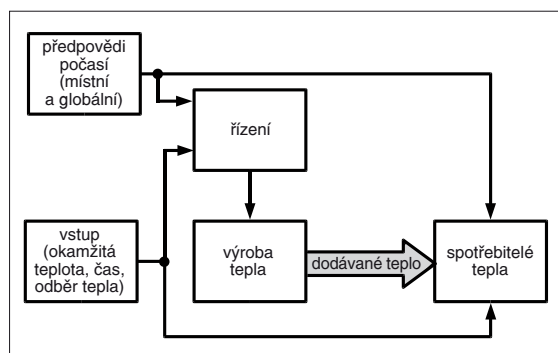 předpovědi
počasí
(místní
a globální)
řízení
vstup
(okamžitá
teplota, čas,
odběr tepla)
výroba
tepla
dodávané teplo
spotřebitelé
tepla